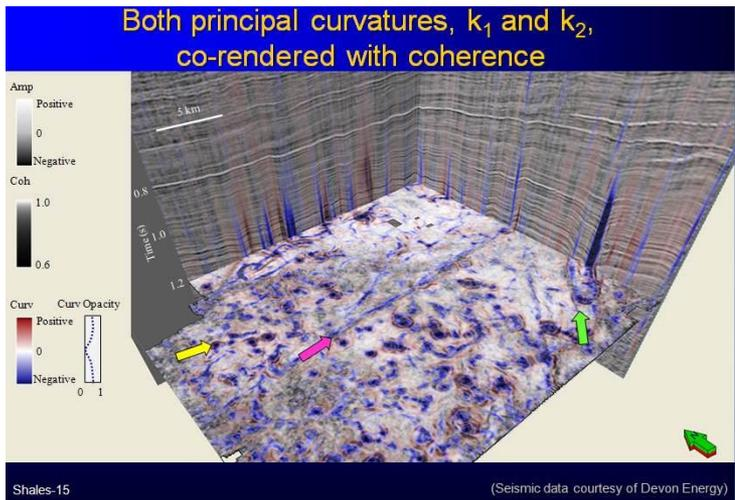 Both principal curvatures, k₁ and k₂,
co-rendered with coherence
Amp
Positive
0
Negative
Coh
1.0
0.6
Curv
Curv Opacity
Positive
0
Negative
0 1
5 km
0.8
1.0
Time(s)
1.2
Shales-15
(Seismic data courtesy of Devon Energy)